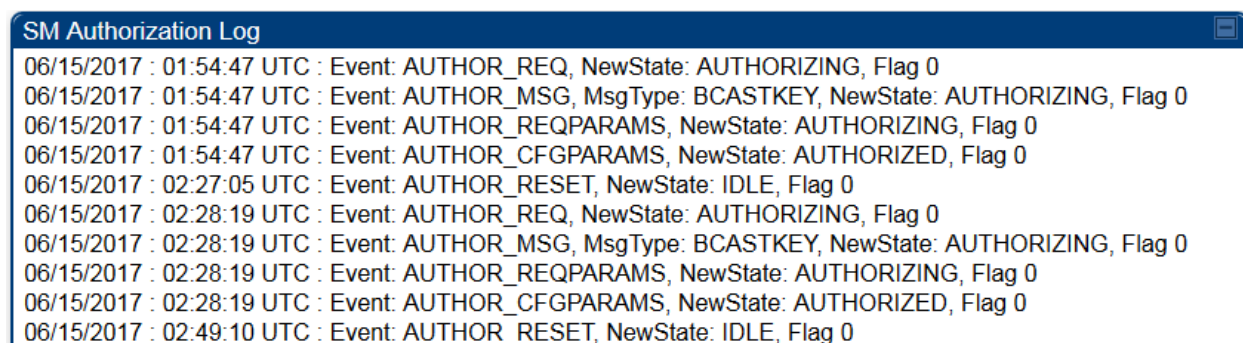 SM Authorization Log
06/15/2017 : 01:54:47 UTC : Event: AUTHOR_REQ, NewState: AUTHORIZING, Flag 0
06/15/2017 : 01:54:47 UTC : Event: AUTHOR_MSG, MsgType: BCASTKEY, NewState: AUTHORIZING, Flag 0
06/15/2017 : 01:54:47 UTC : Event: AUTHOR_REQPARAMS, NewState: AUTHORIZING, Flag 0
06/15/2017 : 01:54:47 UTC : Event: AUTHOR_CFGPARAMS, NewState: AUTHORIZED, Flag 0
06/15/2017 : 02:27:05 UTC : Event: AUTHOR_RESET, NewState: IDLE, Flag 0
06/15/2017 : 02:28:19 UTC : Event: AUTHOR_REQ, NewState: AUTHORIZING, Flag 0
06/15/2017 : 02:28:19 UTC : Event: AUTHOR_MSG, MsgType: BCASTKEY, NewState: AUTHORIZING, Flag 0
06/15/2017 : 02:28:19 UTC : Event: AUTHOR_REQPARAMS, NewState: AUTHORIZING, Flag 0
06/15/2017 : 02:28:19 UTC : Event: AUTHOR_CFGPARAMS, NewState: AUTHORIZED, Flag 0
06/15/2017 : 02:49:10 UTC : Event: AUTHOR_RESET, NewState: IDLE, Flag 0